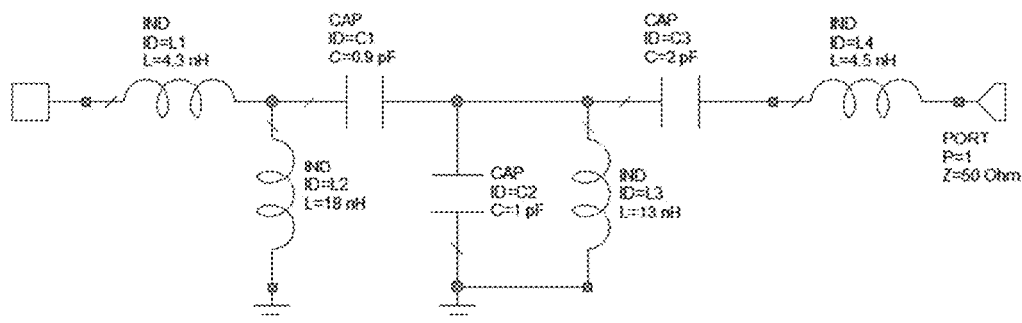 IND
ID=L1
L=4.3 nH
CAP
ID=C1
C=0.9 pF
CAP
ID=C3
C=2 pF
IND
ID=L4
L=4.5 nH
IND
ID=L2
L=18 nH
CAP
ID=C2
C=1 pF
IND
ID=L3
L=13 nH
PORT
P=1
Z=50 Ohm